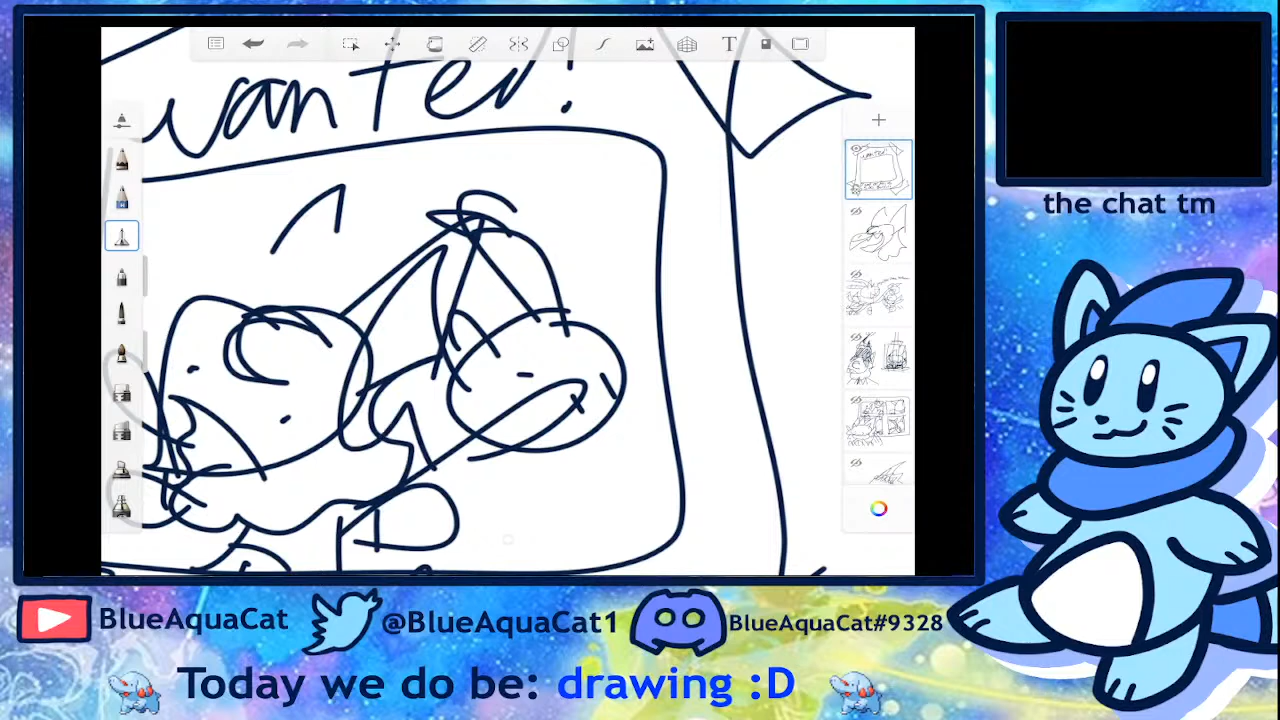 wanted!
T
the chat tm
BlueAquaCat
@BlueAquaCat1
BlueAquaCat#9328
Today we do be: drawing :D